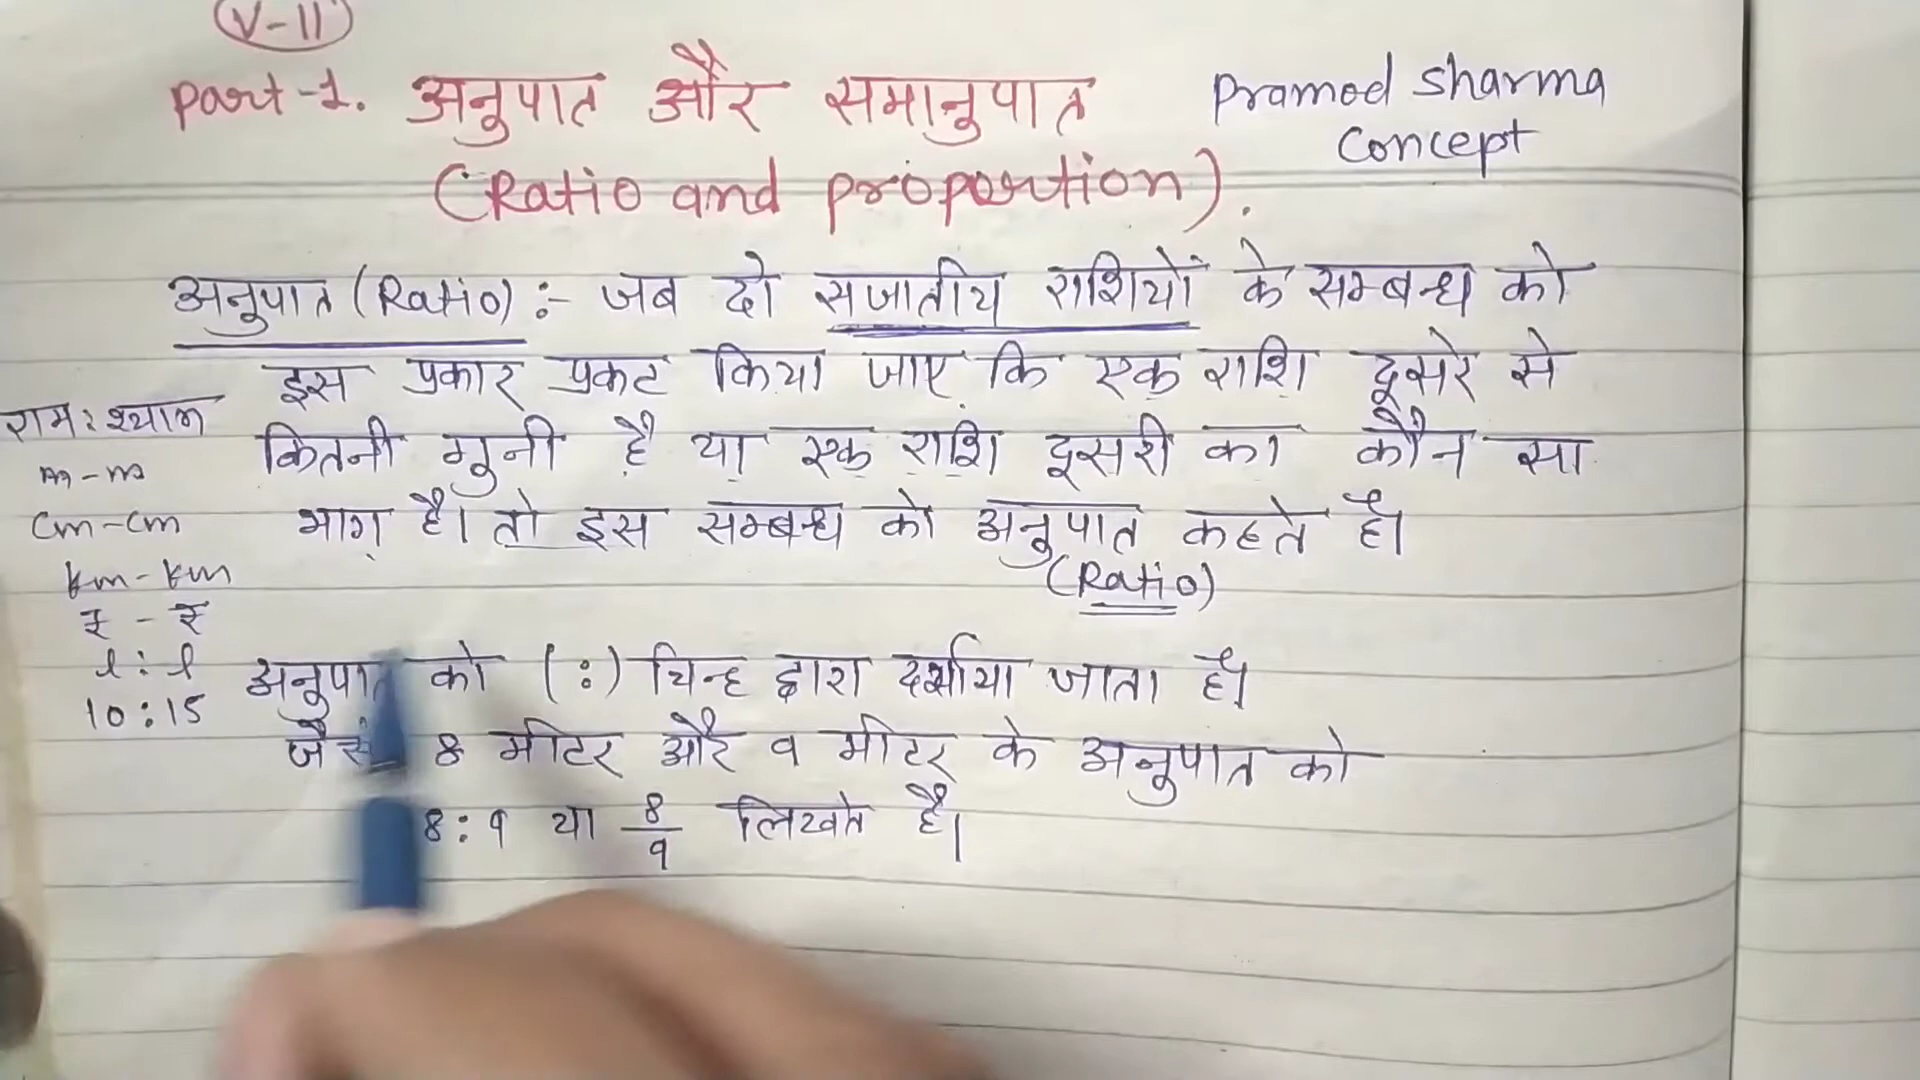 V-11
Part-1. अनुपात और समानुपात
(Ratio and proportion).
Pramod Sharma
Concept
अनुपात (Ratio) :- जब दो सजातीय राशियों के सम्बन्ध को
इस प्रकार प्रकट किया जाए कि एक राशि दूसरे से
कितनी गुनी है या एक राशि दूसरी का कौन सा
भाग है। तो इस सम्बन्ध को अनुपात कहते है।
(Ratio)
राम : श्याम
m - m
cm - cm
km - km
₹ - ₹
l : l
10 : 15
अनुपात को ( : ) चिन्ह द्वारा दर्शाया जाता है।
जैसे 8 मीटर और 9 मीटर के अनुपात को
8 : 9 या 8/9 लिखते है।